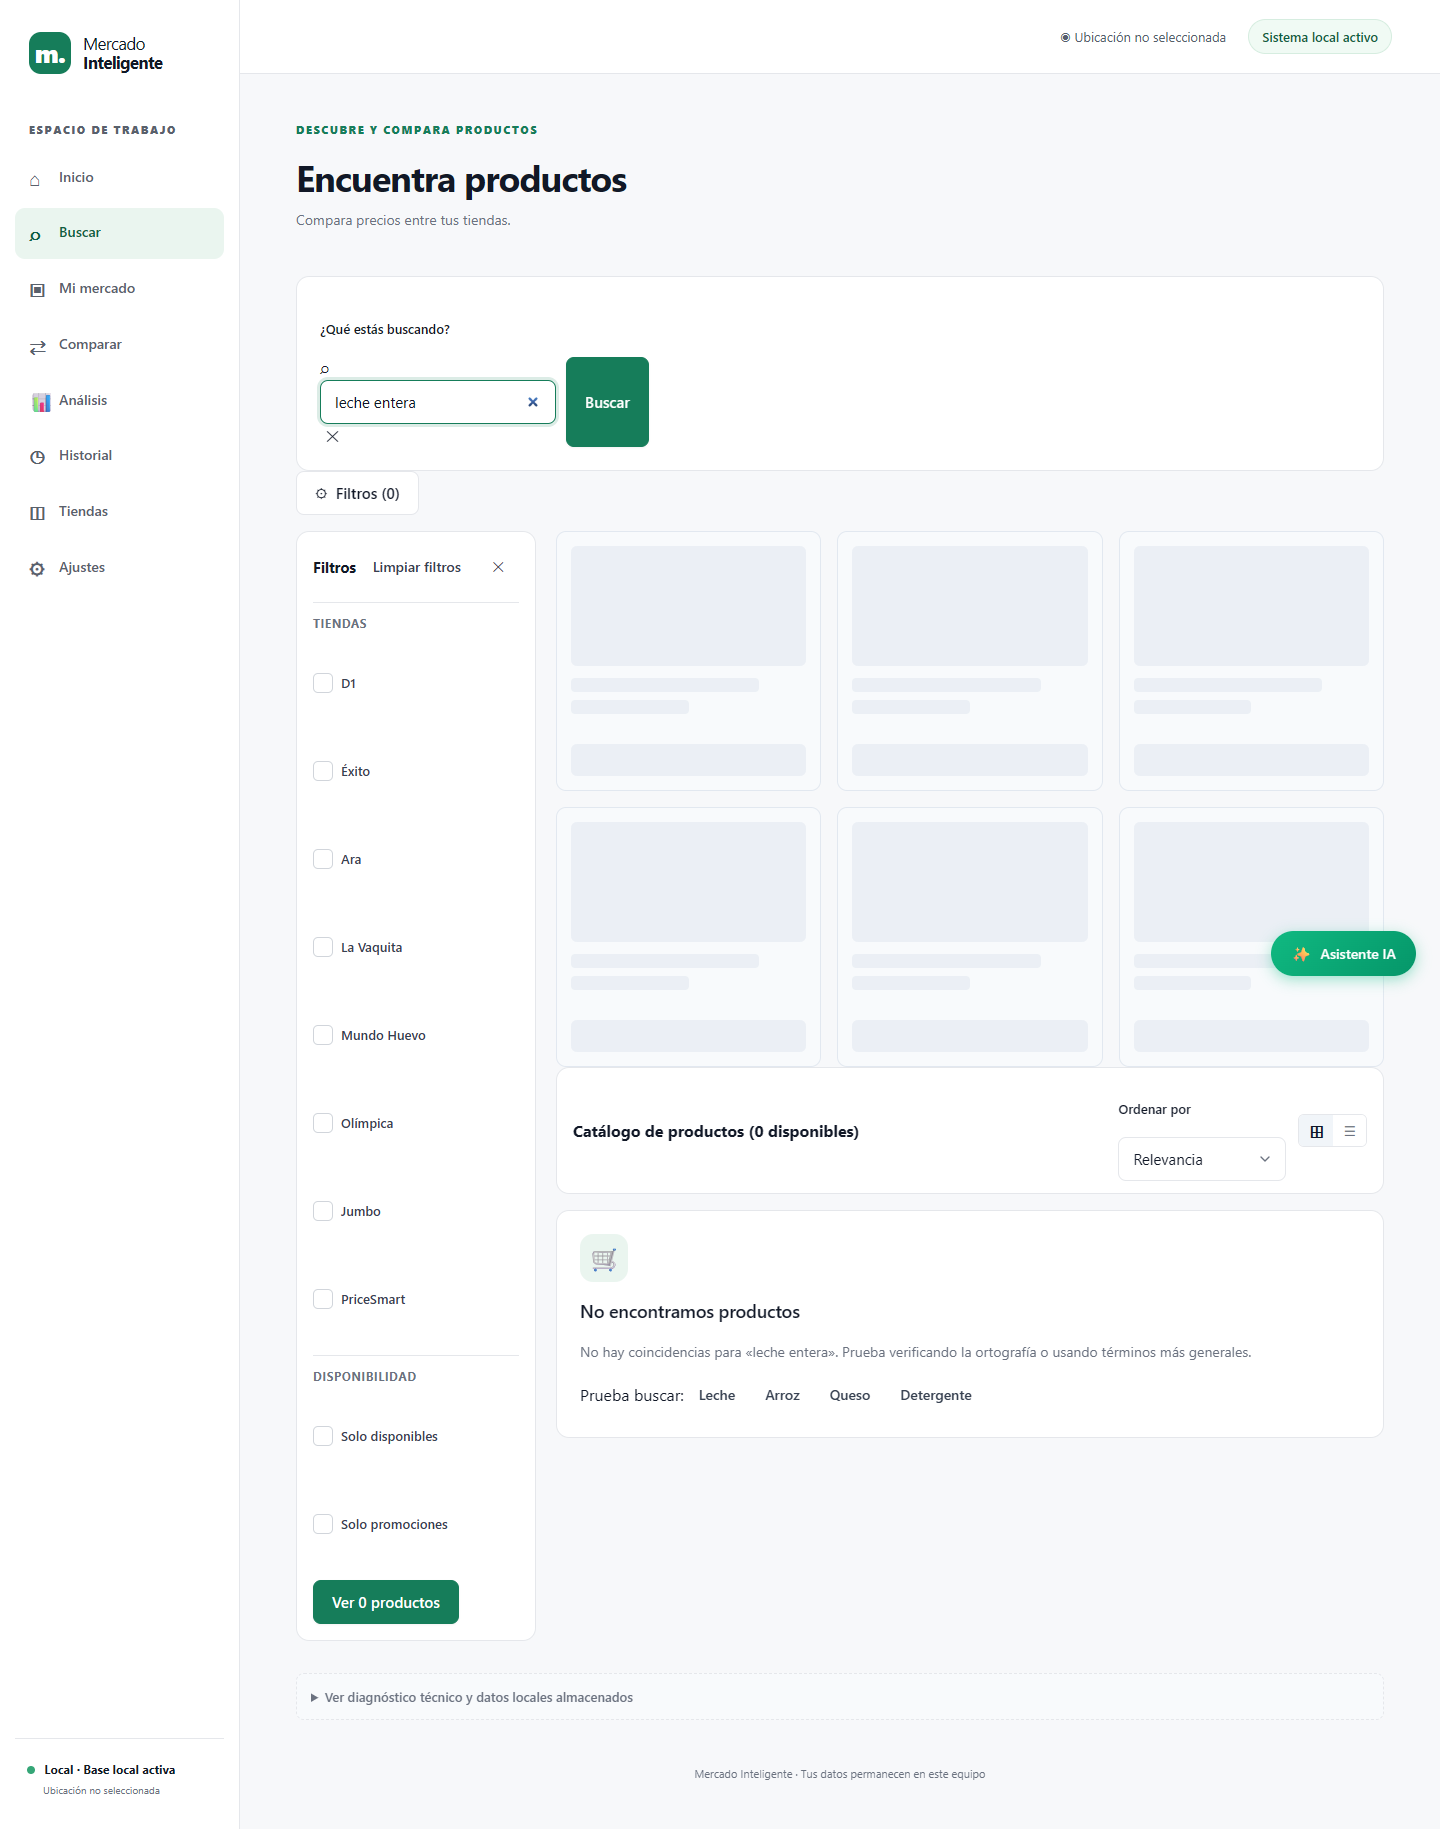 m.
Mercado
Inteligente
ESPACIO DE TRABAJO
Inicio
Buscar
Mi mercado
Comparar
Análisis
Historial
Tiendas
Ajustes
Local · Base local activa
Ubicación no seleccionada
Ubicación no seleccionada
Sistema local activo
DESCUBRE Y COMPARA PRODUCTOS
Encuentra productos
Compara precios entre tus tiendas.
¿Qué estás buscando?
leche entera
Buscar
Filtros (0)
Filtros Limpiar filtros
TIENDAS
D1
Éxito
Ara
La Vaquita
Mundo Huevo
Olímpica
Jumbo
PriceSmart
DISPONIBILIDAD
Solo disponibles
Solo promociones
Ver 0 productos
Asistente IA
Catálogo de productos (0 disponibles)
Ordenar por
Relevancia
No encontramos productos
No hay coincidencias para «leche entera». Prueba verificando la ortografía o usando términos más generales.
Prueba buscar: Leche Arroz Queso Detergente
Ver diagnóstico técnico y datos locales almacenados
Mercado Inteligente · Tus datos permanecen en este equipo